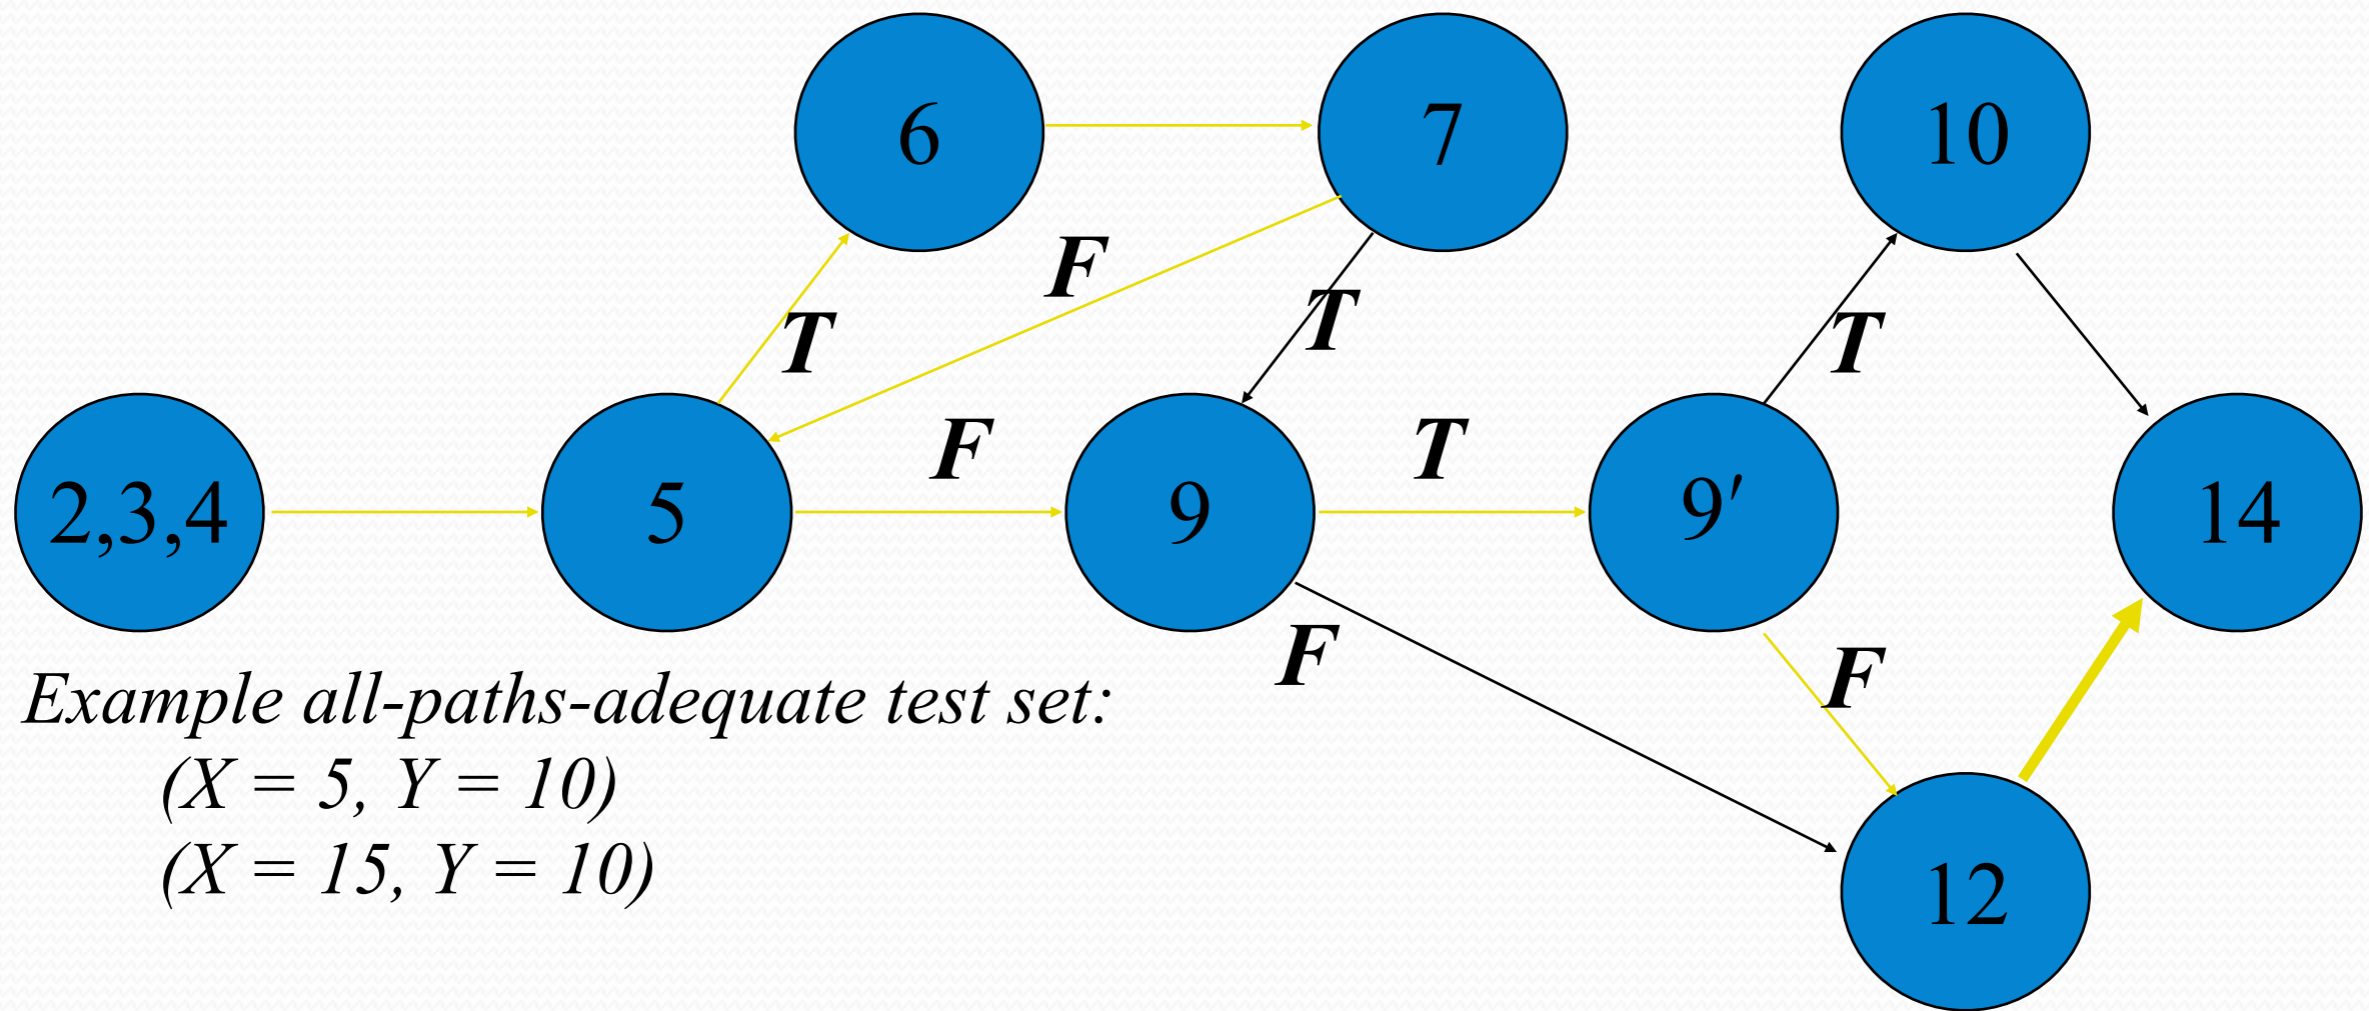 6
7
10
F
T
T
T
F
T
2,3,4
5
9
9′
14
F
F
Example all-paths-adequate test set:
(X = 5, Y = 10)
(X = 15, Y = 10)
12